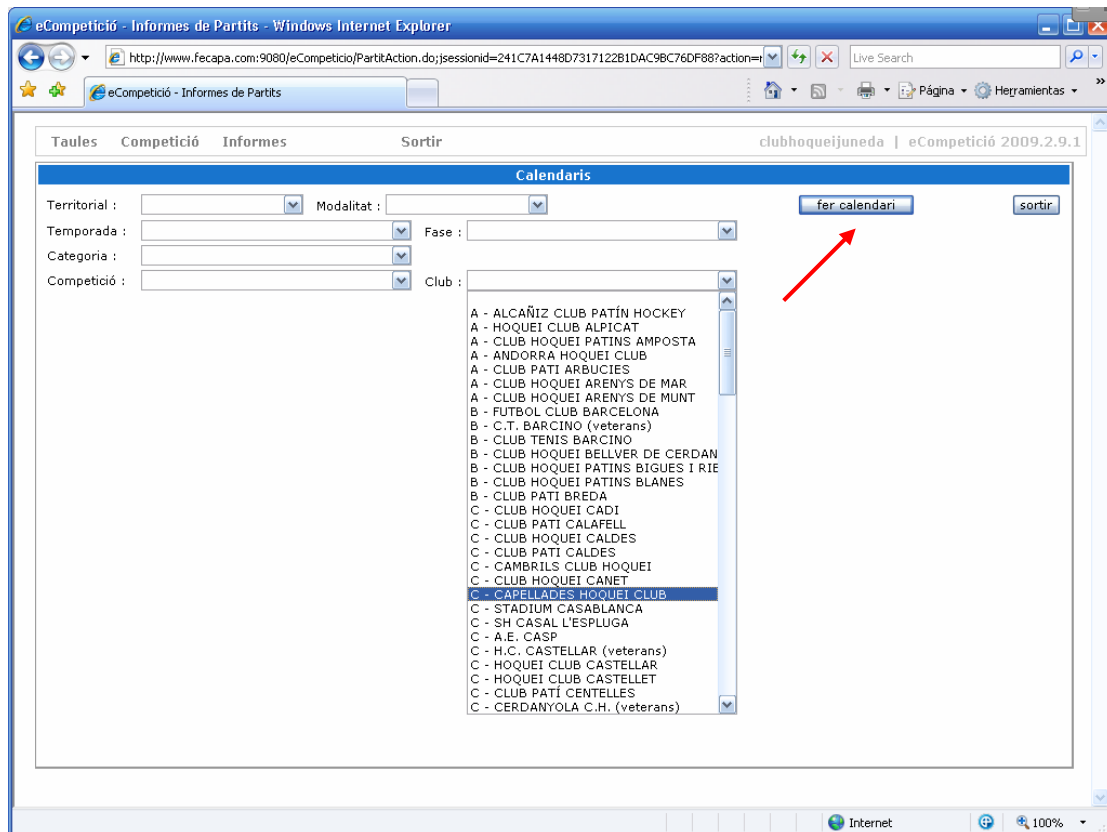 eCompetició - Informes de Partits - Windows Internet Explorer
http://www.fecapa.com:9080/eCompeticio/PartitAction.do;jsessionid=241C7A1448D7317122B1DAC9BC76DF88?action=r
Live Search
eCompetició - Informes de Partits
Página
Herramientas
»
Taules Competició Informes Sortir clubhoqueijuneda | eCompetició 2009.2.9.1
Calendaris
Territorial : Modalitat : fer calendari sortir
Temporada : Fase :
Categoria :
Competició : Club :
A - ALCAÑIZ CLUB PATÍN HOCKEY
A - HOQUEI CLUB ALPICAT
A - CLUB HOQUEI PATINS AMPOSTA
A - ANDORRA HOQUEI CLUB
A - CLUB PATI ARBUCIES
A - CLUB HOQUEI ARENYS DE MAR
A - CLUB HOQUEI ARENYS DE MUNT
B - FUTBOL CLUB BARCELONA
B - C.T. BARCINO (veterans)
B - CLUB TENIS BARCINO
B - CLUB HOQUEI BELLVER DE CERDAN
B - CLUB HOQUEI PATINS BIGUES I RIE
B - CLUB HOQUEI PATINS BLANES
B - CLUB PATI BREDA
C - CLUB HOQUEI CADI
C - CLUB PATI CALAFELL
C - CLUB HOQUEI CALDES
C - CLUB PATI CALDES
C - CAMBRILS CLUB HOQUEI
C - CLUB HOQUEI CANET
C - CAPELLADES HOQUEI CLUB
C - STADIUM CASABLANCA
C - SH CASAL L'ESPLUGA
C - A.E. CASP
C - H.C. CASTELLAR (veterans)
C - HOQUEI CLUB CASTELLAR
C - HOQUEI CLUB CASTELLET
C - CLUB PATÍ CENTELLES
C - CERDANYOLA C.H. (veterans)
Internet 100%